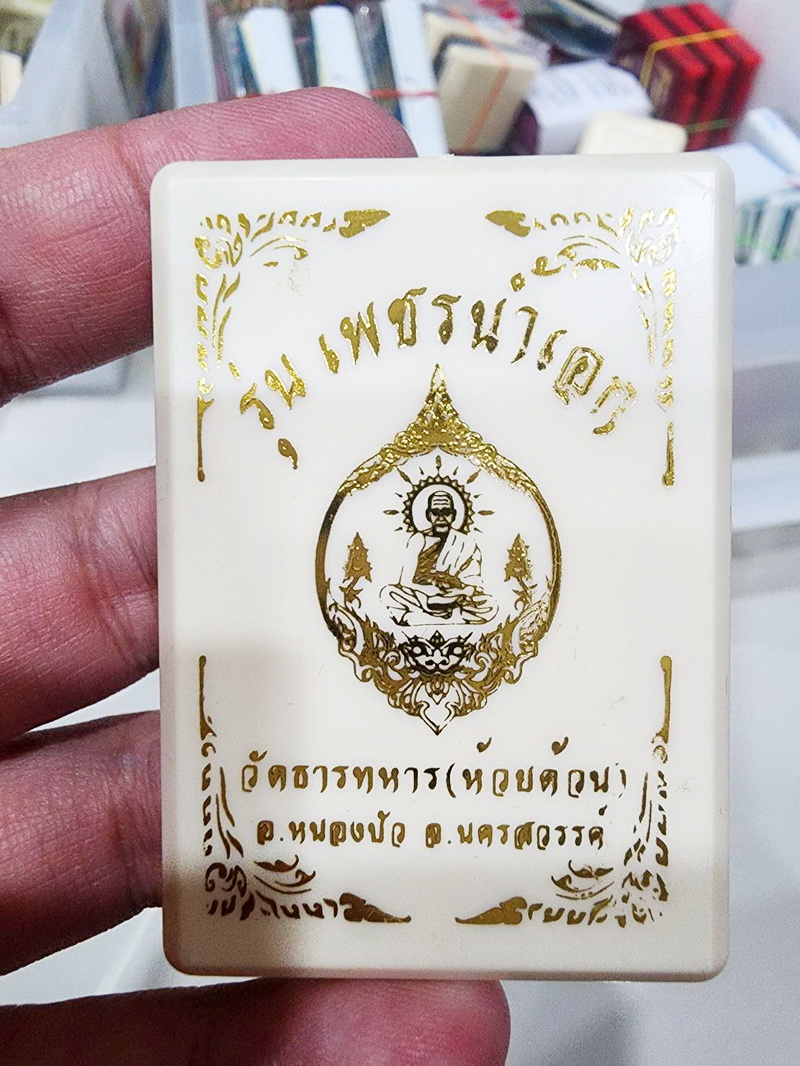 รุ่น เพชรน้ำเอก
วัดธารทหาร(ห้วยด้วน)
อ.หนองบัว จ.นครสวรรค์